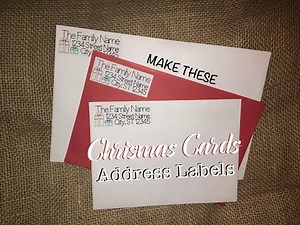 The Family Name
1234 Street Name
City, ST 12345
MAKE THESE
The Family Name
1234 Street Name
City, ST 12345
The Family Name
1234 Street Name
City, ST 12345
Chrismas Cards
Address Labels